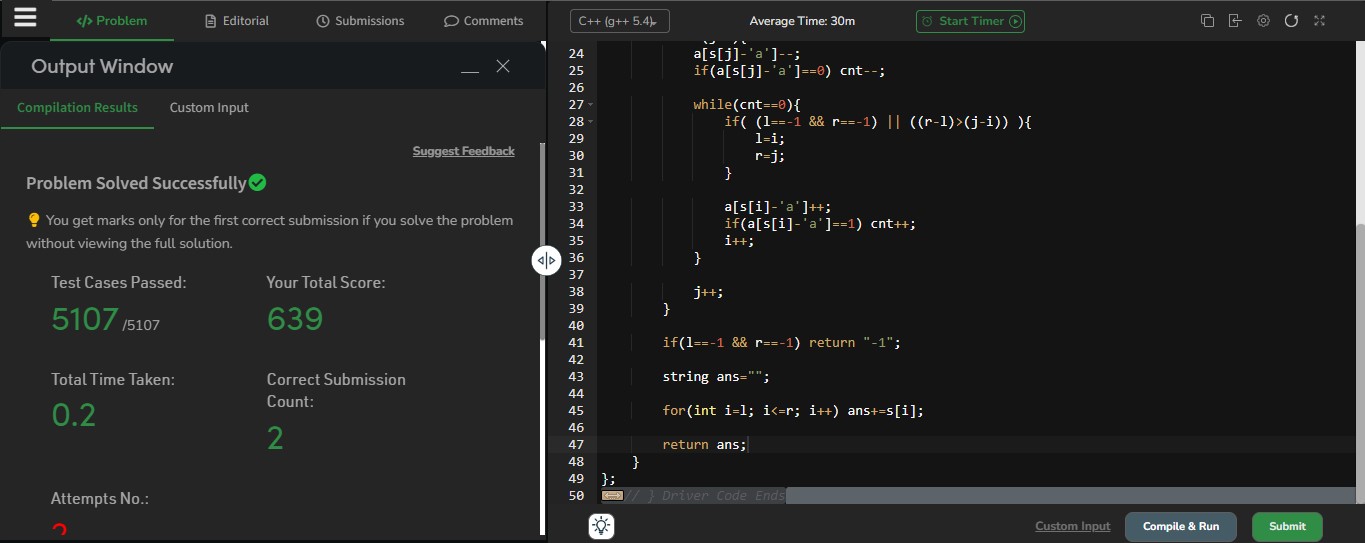 Problem
Editorial
Submissions
Comments
Output Window
Compilation Results
Custom Input
Suggest Feedback
Problem Solved Successfully
You get marks only for the first correct submission if you solve the problem
without viewing the full solution.
Test Cases Passed:
5107 /5107
Your Total Score:
639
Total Time Taken:
0.2
Correct Submission
Count:
2
Attempts No.:
C++ (g++ 5.4)
Average Time: 30m
Start Timer
24 a[s[j]-'a']--;
25 if(a[s[j]-'a']==0) cnt--;
26
27 while(cnt==0){
28 if( (l==-1 && r==-1) || ((r-l)>(j-i)) ){
29 l=i;
30 r=j;
31 }
32
33 a[s[i]-'a']++;
34 if(a[s[i]-'a']==1) cnt++;
35 i++;
36 }
37
38 j++;
39 }
40
41 if(l==-1 && r==-1) return "-1";
42
43 string ans="";
44
45 for(int i=l; i<=r; i++) ans+=s[i];
46
47 return ans;
48 }
49 };
50 // } Driver Code Ends
Custom Input
Compile & Run
Submit